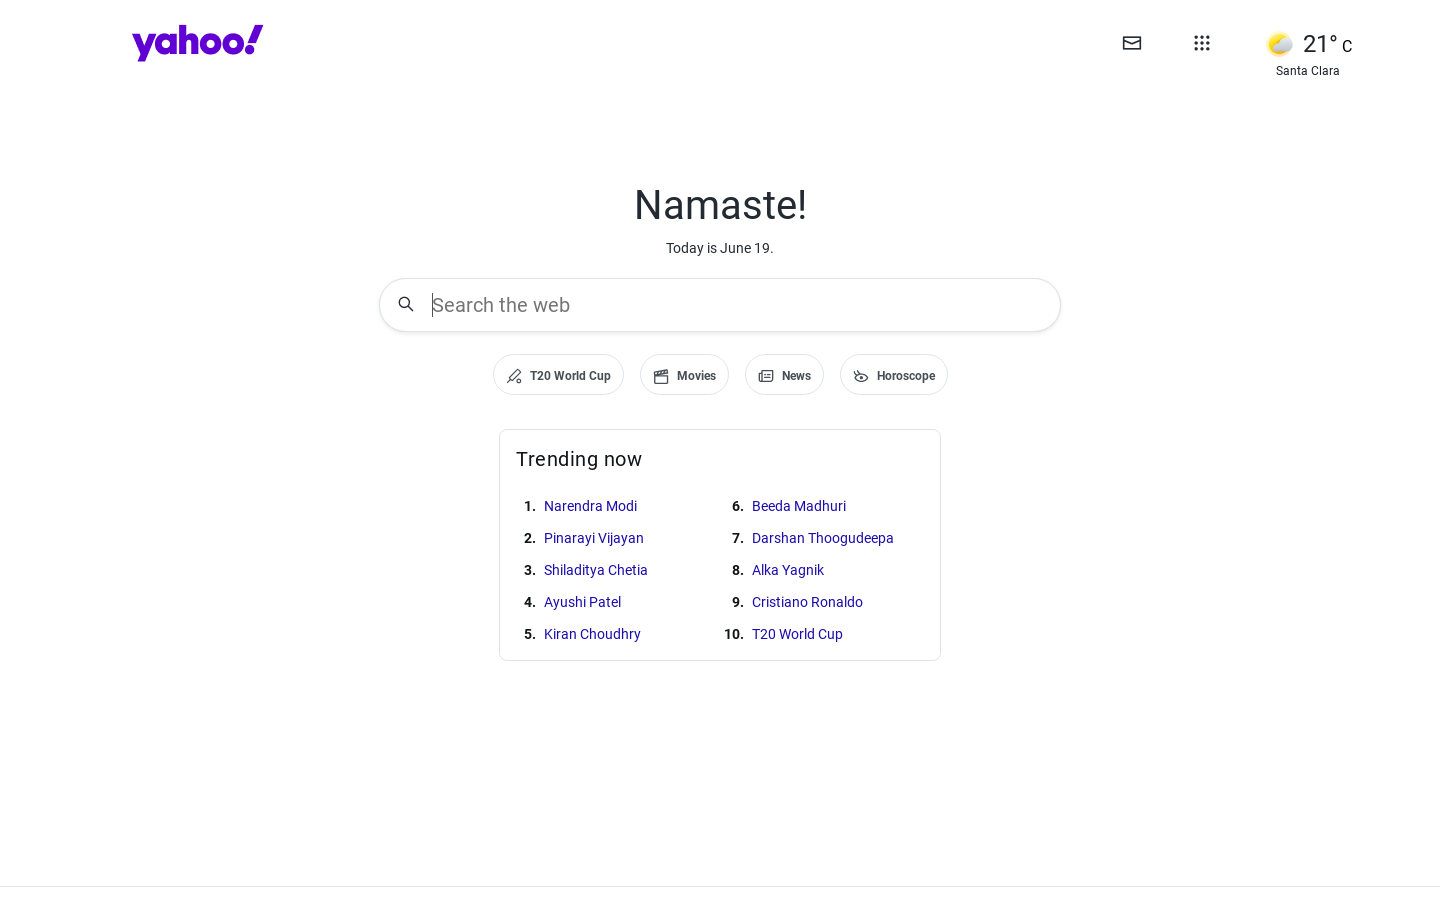 yahoo!
21° C
Santa Clara
Namaste!
Today is June 19.
Search the web
T20 World Cup
Movies
News
Horoscope
Trending now
1. Narendra Modi
2. Pinarayi Vijayan
3. Shiladitya Chetia
4. Ayushi Patel
5. Kiran Choudhry
6. Beeda Madhuri
7. Darshan Thoogudeepa
8. Alka Yagnik
9. Cristiano Ronaldo
10. T20 World Cup